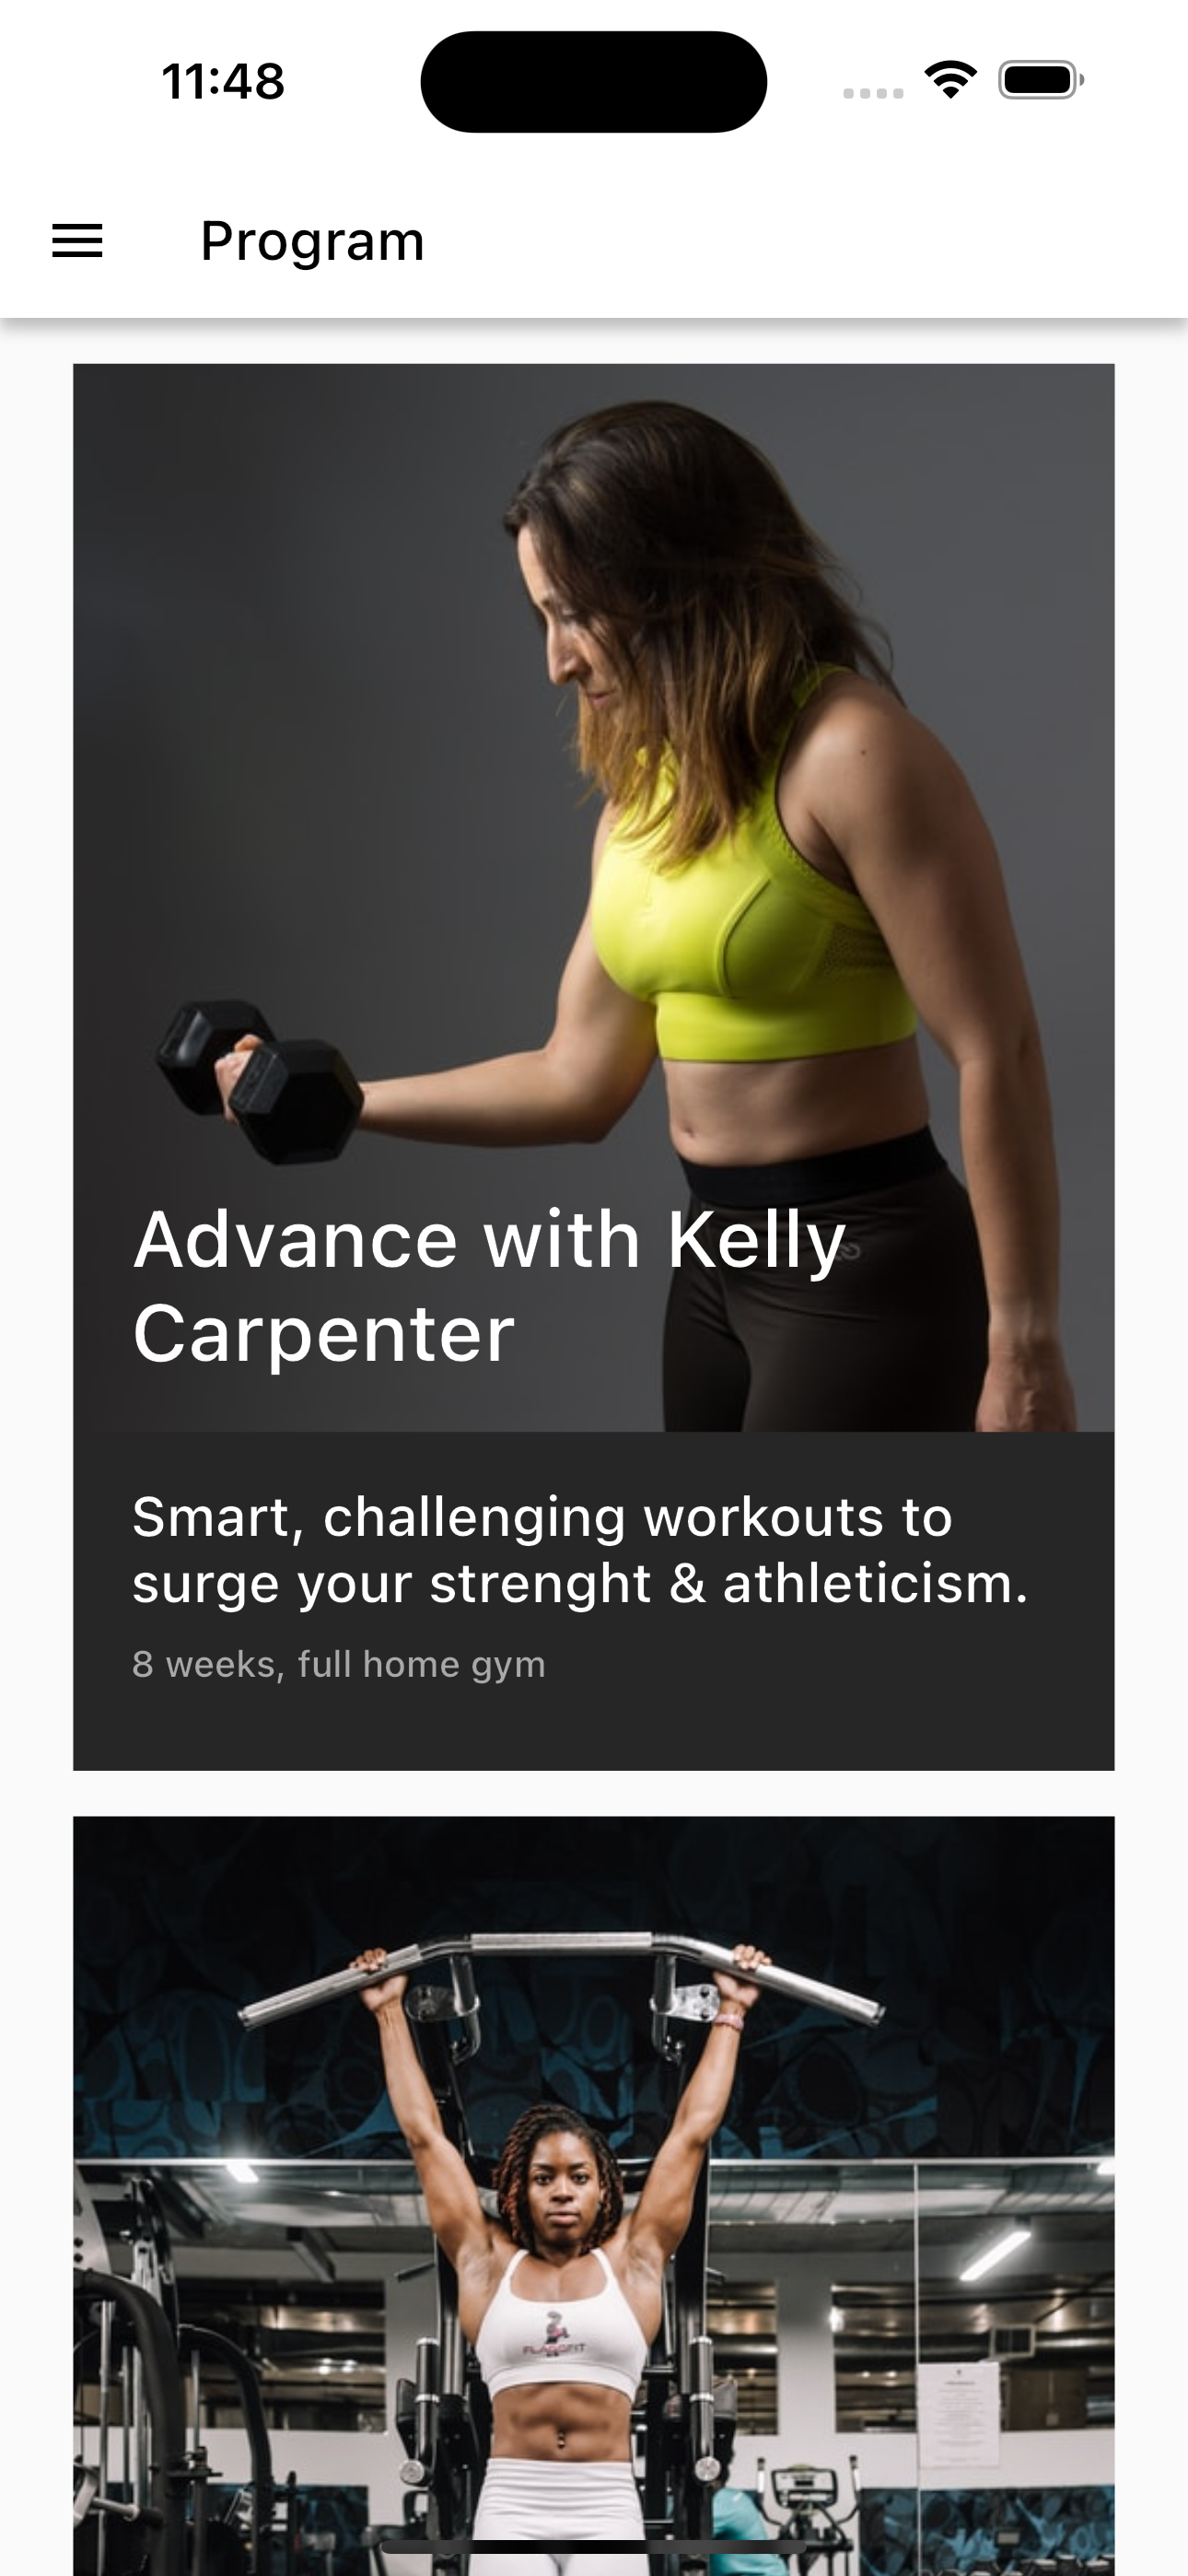 11:48
Program
Advance with Kelly
Carpenter
Smart, challenging workouts to
surge your strenght & athleticism.
8 weeks, full home gym